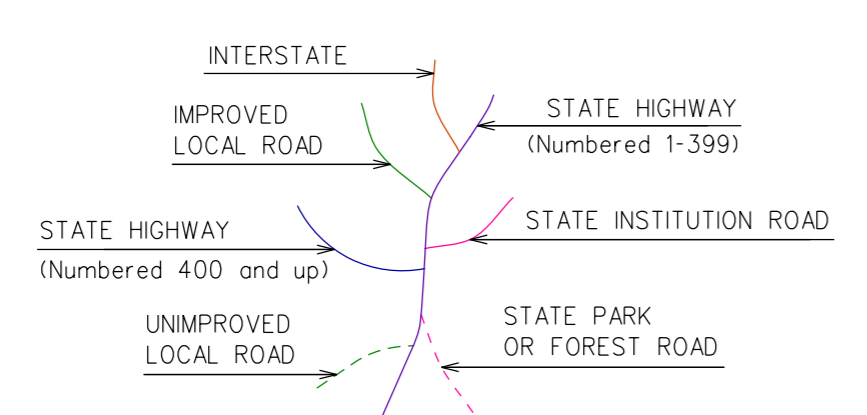 INTERSTATE
STATE HIGHWAY
(Numbered 1-399)
IMPROVED
LOCAL ROAD
STATE INSTITUTION ROAD
STATE HIGHWAY
(Numbered 400 and up)
STATE PARK
OR FOREST ROAD
UNIMPROVED
LOCAL ROAD